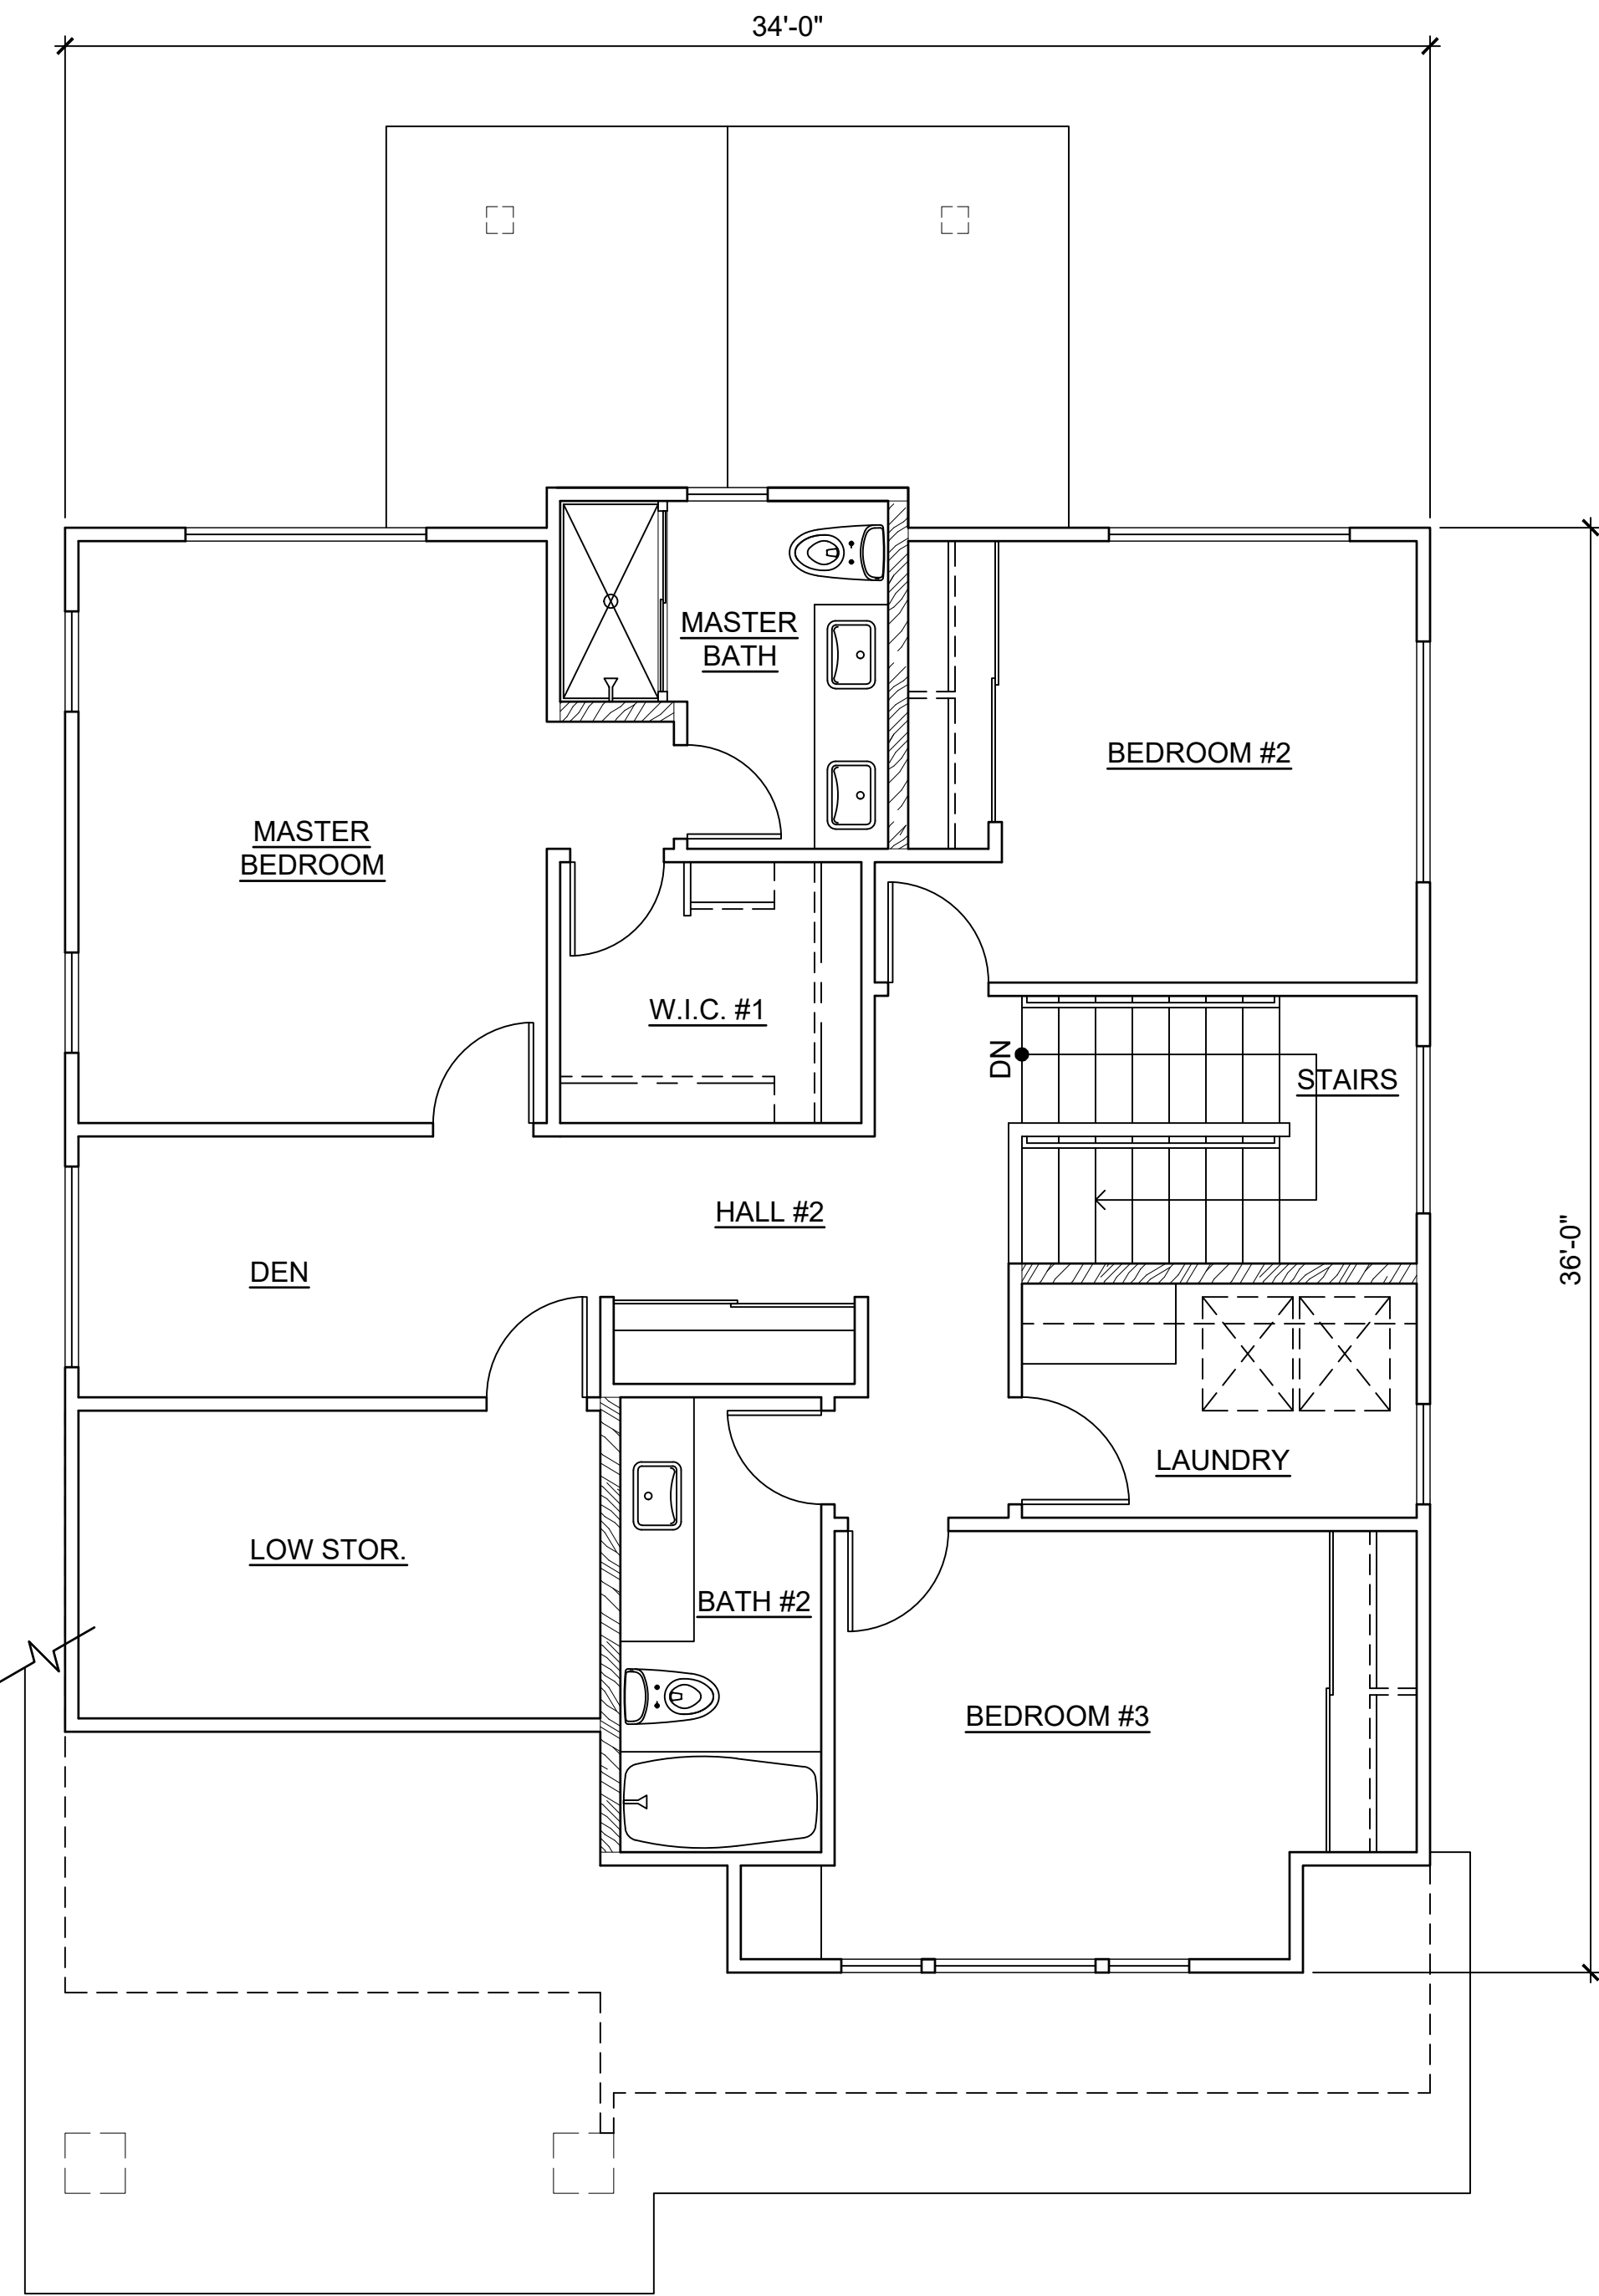 34'-0"
MASTER
BATH
BEDROOM #2
MASTER
BEDROOM
W.I.C. #1
DN
STAIRS
HALL #2
36'-0"
DEN
LAUNDRY
LOW STOR.
BATH #2
BEDROOM #3